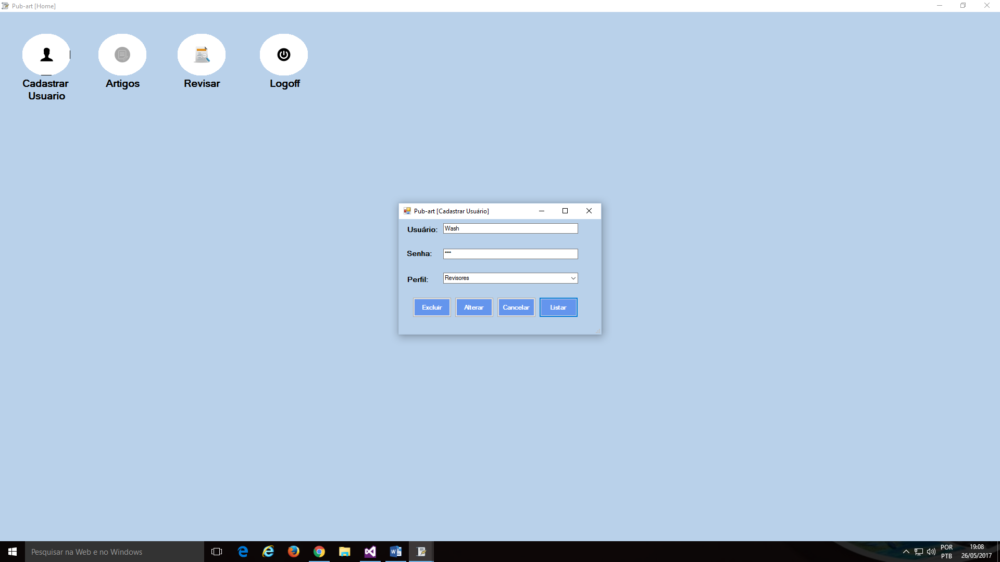 Pub-art [Home]
Cadastrar
Usuario
Artigos
Revisar
Logoff
Pub-art [Cadastrar Usuário]
Usuário: Wash
Senha: ***
Perfil: Revisores
Excluir Alterar Cancelar Listar
Pesquisar na Web e no Windows
POR
PTB
19:08
26/05/2017